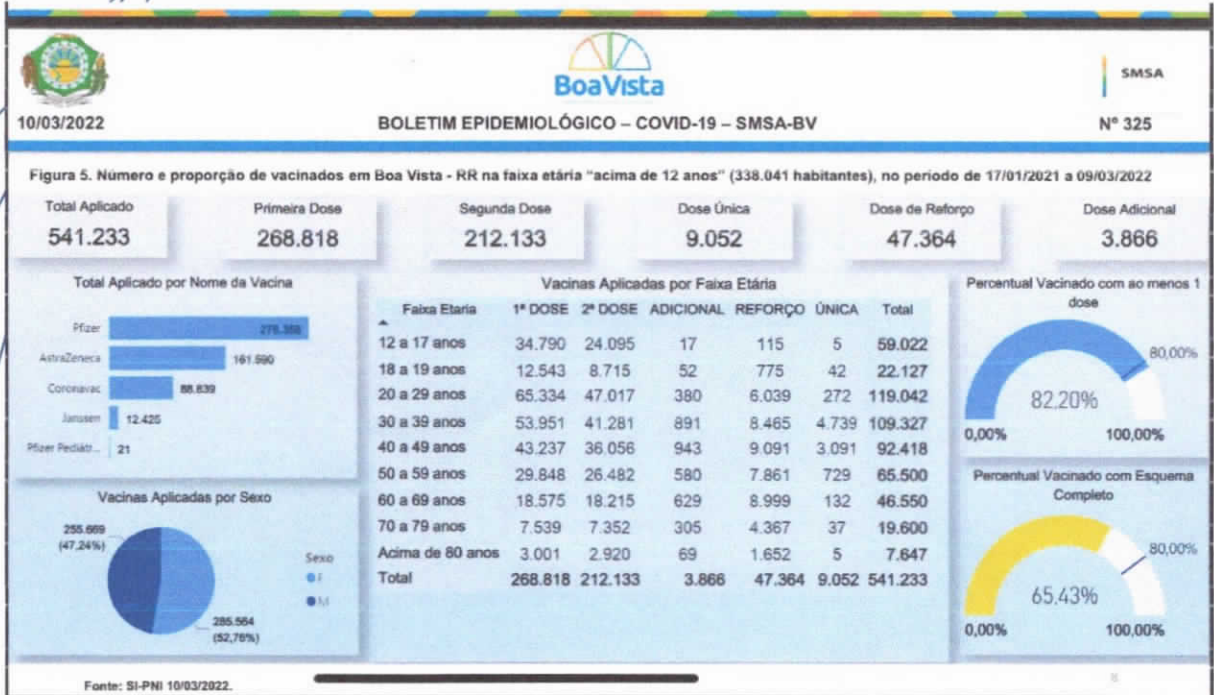 BoaVista
SMSA
10/03/2022
BOLETIM EPIDEMIOLÓGICO – COVID-19 – SMSA-BV
Nº 325
Figura 5. Número e proporção de vacinados em Boa Vista - RR na faixa etária "acima de 12 anos" (338.041 habitantes), no período de 17/01/2021 a 09/03/2022
Total Aplicado
541.233
Primeira Dose
268.818
Segunda Dose
212.133
Dose Única
9.052
Dose de Reforço
47.364
Dose Adicional
3.866
Total Aplicado por Nome da Vacina
Pfizer
AstraZeneca 161.590
Coronavac 88.839
Janssen 12.425
Pfizer Pediátr... 21
Vacinas Aplicadas por Sexo
255.669
(47,24%)
Sexo
F
M
285.564
(52,76%)
Vacinas Aplicadas por Faixa Etária
Faixa Etaria 1ª DOSE 2ª DOSE ADICIONAL REFORÇO ÚNICA Total
12 a 17 anos 34.790 24.095 17 115 5 59.022
18 a 19 anos 12.543 8.715 52 775 42 22.127
20 a 29 anos 65.334 47.017 380 6.039 272 119.042
30 a 39 anos 53.951 41.281 891 8.465 4.739 109.327
40 a 49 anos 43.237 36.056 943 9.091 3.091 92.418
50 a 59 anos 29.848 26.482 580 7.861 729 65.500
60 a 69 anos 18.575 18.215 629 8.999 132 46.550
70 a 79 anos 7.539 7.352 305 4.367 37 19.600
Acima de 80 anos 3.001 2.920 69 1.652 5 7.647
Total 268.818 212.133 3.866 47.364 9.052 541.233
Percentual Vacinado com ao menos 1
dose
80,00%
82,20%
0,00% 100,00%
Percentual Vacinado com Esquema
Completo
80,00%
65,43%
0,00% 100,00%
Fonte: SI-PNI 10/03/2022.
8